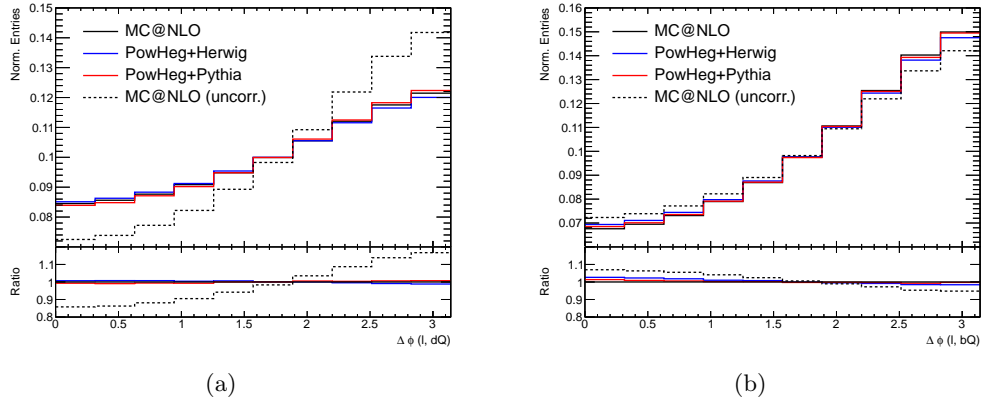 Norm. Entries
0.15
0.14
0.13
0.12
0.11
0.1
0.09
0.08
MC@NLO
PowHeg+Herwig
PowHeg+Pythia
MC@NLO (uncorr.)
Ratio
1.1
1
0.9
0.8
0 0.5 1 1.5 2 2.5 3
Δ ϕ (l, dQ)
(a)
Norm. Entries
0.16
0.15
0.14
0.13
0.12
0.11
0.1
0.09
0.08
0.07
MC@NLO
PowHeg+Herwig
PowHeg+Pythia
MC@NLO (uncorr.)
Ratio
1.1
1
0.9
0.8
0 0.5 1 1.5 2 2.5 3
Δ ϕ (l, bQ)
(b)